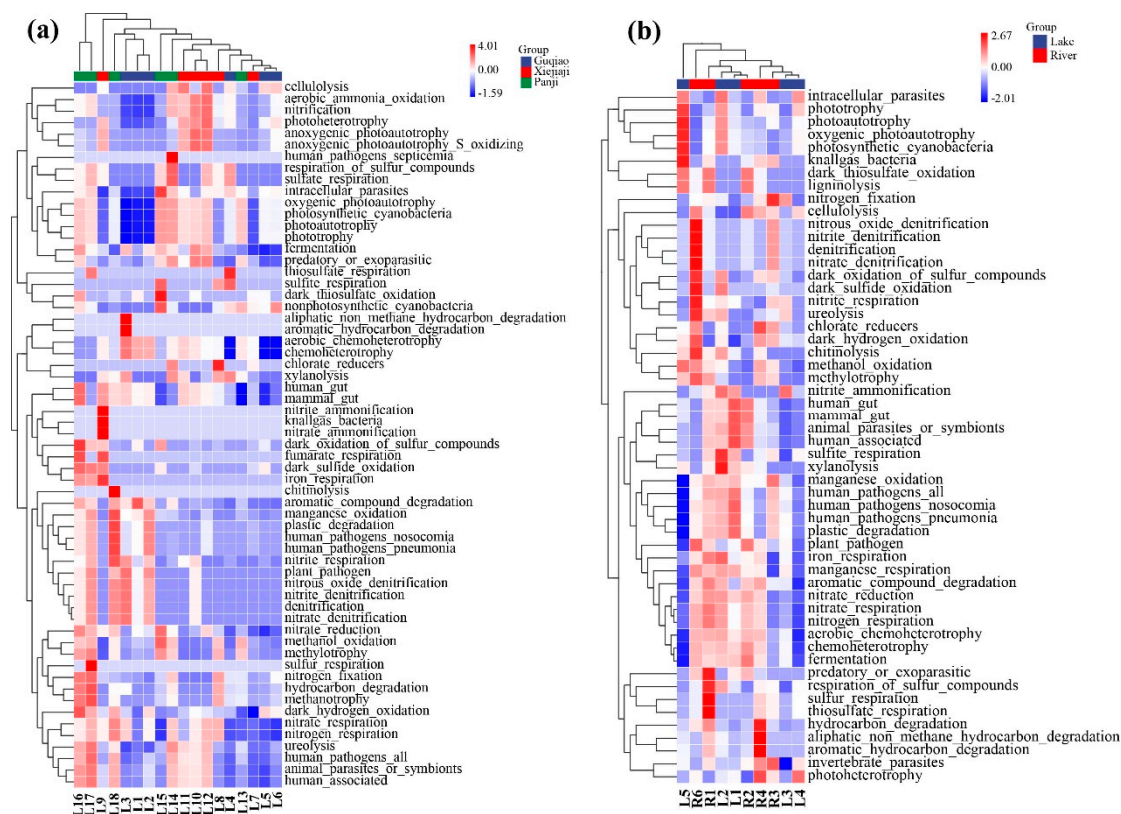 (a)
4.01
0.00
-1.59
Group
Guqiao
Xiejiaji
Panji
cellulolysis
aerobic_ammonia_oxidation
nitrification
photoheterotrophy
anoxygenic_photoautotrophy
anoxygenic_photoautotrophy_S_oxidizing
human_pathogens_septicemia
respiration_of_sulfur_compounds
sulfate_respiration
intracellular_parasites
oxygenic_photoautotrophy
photosynthetic_cyanobacteria
photoautotrophy
phototrophy
fermentation
predatory_or_exoparasitic
thiosulfate_respiration
sulfite_respiration
dark_thiosulfate_oxidation
nonphotosynthetic_cyanobacteria
aliphatic_non_methane_hydrocarbon_degradation
aromatic_hydrocarbon_degradation
aerobic_chemoheterotrophy
chemoheterotrophy
chlorate_reducers
xylanolysis
human_gut
mammal_gut
nitrite_ammonification
knallgas_bacteria
nitrate_ammonification
dark_oxidation_of_sulfur_compounds
fumarate_respiration
dark_sulfide_oxidation
iron_respiration
chitinolysis
aromatic_compound_degradation
manganese_oxidation
plastic_degradation
human_pathogens_nosocomia
human_pathogens_pneumonia
nitrite_respiration
plant_pathogen
nitrous_oxide_denitrification
nitrite_denitrification
denitrification
nitrate_denitrification
nitrate_reduction
methanol_oxidation
methylotrophy
sulfur_respiration
nitrogen_fixation
hydrocarbon_degradation
methanotrophy
dark_hydrogen_oxidation
nitrate_respiration
nitrogen_respiration
ureolysis
human_pathogens_all
animal_parasites_or_symbionts
human_associated
L16 L17 L9 L18 L3 L1 L2 L15 L14 L11 L10 L12 L8 L4 L13 L7 L5 L6
(b)
2.67
0.00
-2.01
Group
Lake
River
intracellular_parasites
phototrophy
photoautotrophy
oxygenic_photoautotrophy
photosynthetic_cyanobacteria
knallgas_bacteria
dark_thiosulfate_oxidation
ligninolysis
nitrogen_fixation
cellulolysis
nitrous_oxide_denitrification
nitrite_denitrification
denitrification
nitrate_denitrification
dark_oxidation_of_sulfur_compounds
dark_sulfide_oxidation
nitrite_respiration
ureolysis
chlorate_reducers
dark_hydrogen_oxidation
chitinolysis
methanol_oxidation
methylotrophy
nitrite_ammonification
human_gut
mammal_gut
animal_parasites_or_symbionts
human_associated
sulfite_respiration
xylanolysis
manganese_oxidation
human_pathogens_all
human_pathogens_nosocomia
human_pathogens_pneumonia
plastic_degradation
plant_pathogen
iron_respiration
manganese_respiration
aromatic_compound_degradation
nitrate_reduction
nitrate_respiration
nitrogen_respiration
aerobic_chemoheterotrophy
chemoheterotrophy
fermentation
predatory_or_exoparasitic
respiration_of_sulfur_compounds
sulfur_respiration
thiosulfate_respiration
hydrocarbon_degradation
aliphatic_non_methane_hydrocarbon_degradation
aromatic_hydrocarbon_degradation
invertebrate_parasites
photoheterotrophy
L5 R6 R1 L2 L1 R2 R4 R3 L3 L4